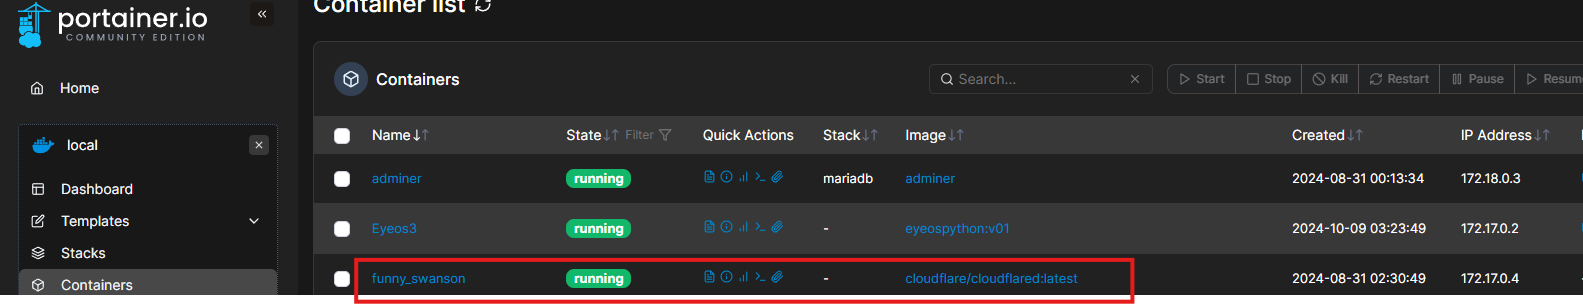 Container list
portainer.io
COMMUNITY EDITION
Home
local
Dashboard
Templates
Stacks
Containers
Containers
Search...
Start
Stop
Kill
Restart
Pause
Resume
Name State Filter Quick Actions Stack Image Created IP Address
adminer running mariadb adminer 2024-08-31 00:13:34 172.18.0.3
Eyeos3 running - eyeospython:v01 2024-10-09 03:23:49 172.17.0.2
funny_swanson running - cloudflare/cloudflared:latest 2024-08-31 02:30:49 172.17.0.4